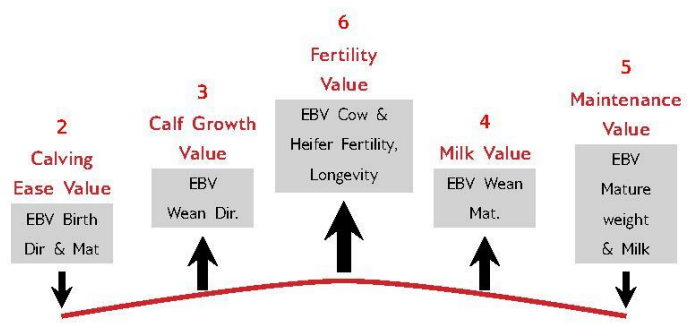 2
Calving
Ease Value
EBV Birth
Dir & Mat
3
Calf Growth
Value
EBV
Wean Dir.
6
Fertility
Value
EBV Cow &
Heifer Fertility,
Longevity
4
Milk Value
EBV Wean
Mat.
5
Maintenance
Value
EBV
Mature
weight
& Milk